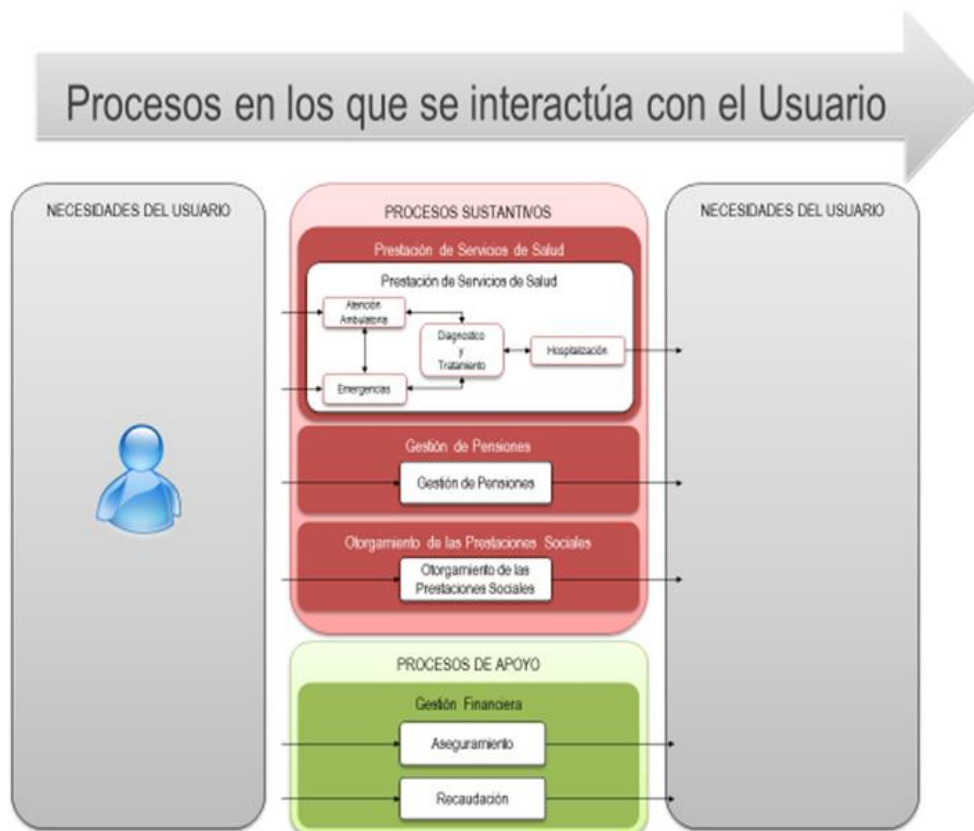 Procesos en los que se interactúa con el Usuario
NECESIDADES DEL USUARIO
PROCESOS SUSTANTIVOS
Prestación de Servicios de Salud
Prestación de Servicios de Salud
Atención
Ambulatoria
Diagnostico
y
Tratamiento
Hospitalización
Emergencias
Gestión de Pensiones
Gestión de Pensiones
Otorgamiento de las Prestaciones Sociales
Otorgamiento de las
Prestaciones Sociales
PROCESOS DE APOYO
Gestión Financiera
Aseguramiento
Recaudación
NECESIDADES DEL USUARIO